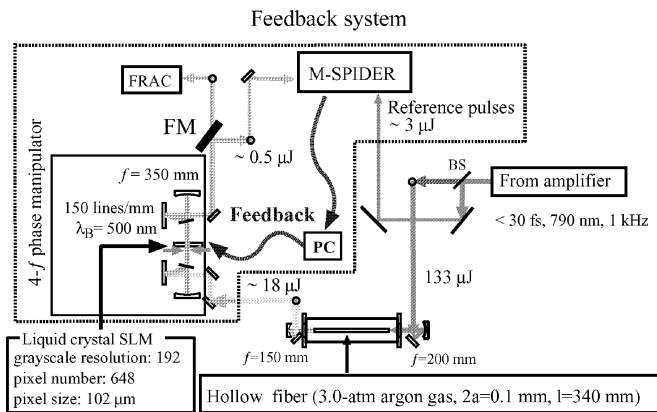 Feedback system
FRAC
M-SPIDER
FM
Reference pulses
~ 3 µJ
~ 0.5 µJ
BS
From amplifier
< 30 fs, 790 nm, 1 kHz
4-f phase manipulator
f = 350 mm
150 lines/mm
λB= 500 nm
Feedback
PC
133 µJ
~ 18 µJ
f=150 mm
f=200 mm
Liquid crystal SLM
grayscale resolution: 192
pixel number: 648
pixel size: 102 µm
Hollow fiber (3.0-atm argon gas, 2a=0.1 mm, l=340 mm)